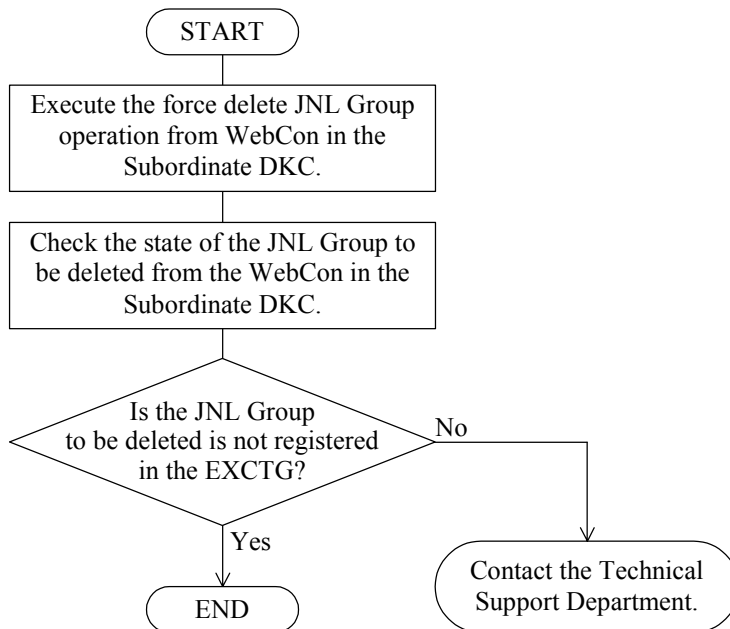 START
Execute the force delete JNL Group
operation from WebCon in the
Subordinate DKC.
Check the state of the JNL Group to
be deleted from the WebCon in the
Subordinate DKC.
Is the JNL Group
to be deleted is not registered
in the EXCTG?
No
Yes
Contact the Technical
Support Department.
END